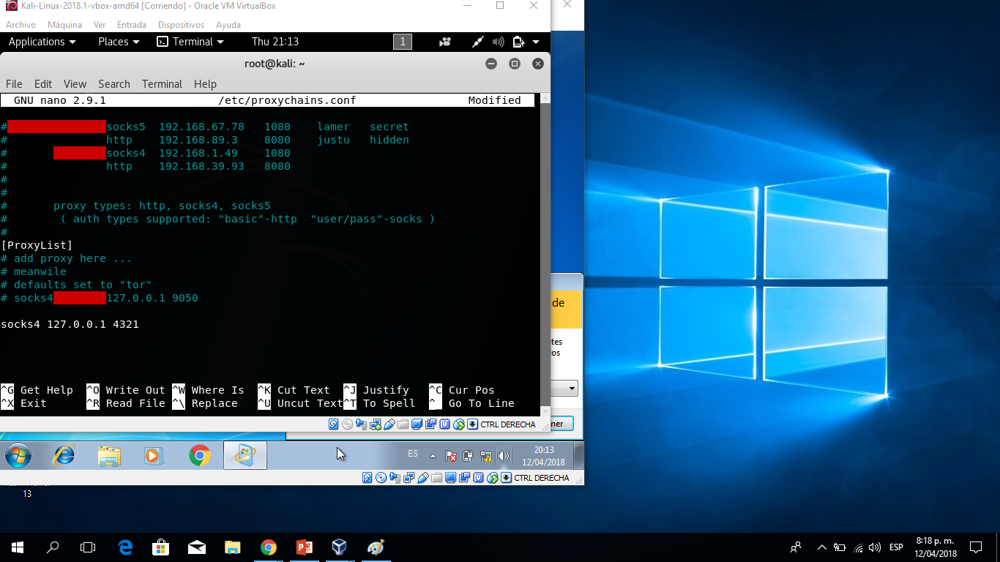 Kali-Linux-2018.1-vbox-amd64 [Corriendo] - Oracle VM VirtualBox
Archivo Máquina Ver Entrada Dispositivos Ayuda
Applications Places Terminal Thu 21:13 1
root@kali: ~
File Edit View Search Terminal Help
GNU nano 2.9.1 /etc/proxychains.conf Modified
# socks5 192.168.67.78 1080 lamer secret
# http 192.168.89.3 8080 justu hidden
# socks4 192.168.1.49 1080
# http 192.168.39.93 8080
#
#
# proxy types: http, socks4, socks5
# ( auth types supported: "basic"-http "user/pass"-socks )
#
[ProxyList]
# add proxy here ...
# meanwile
# defaults set to "tor"
# socks4 127.0.0.1 9050
socks4 127.0.0.1 4321
^G Get Help ^O Write Out ^W Where Is ^K Cut Text ^J Justify ^C Cur Pos
^X Exit ^R Read File ^\ Replace ^U Uncut Text ^T To Spell ^_ Go To Line
CTRL DERECHA
de
tes
os
ner
ES
20:13
12/04/2018
CTRL DERECHA
13
ESP
8:18 p. m.
12/04/2018